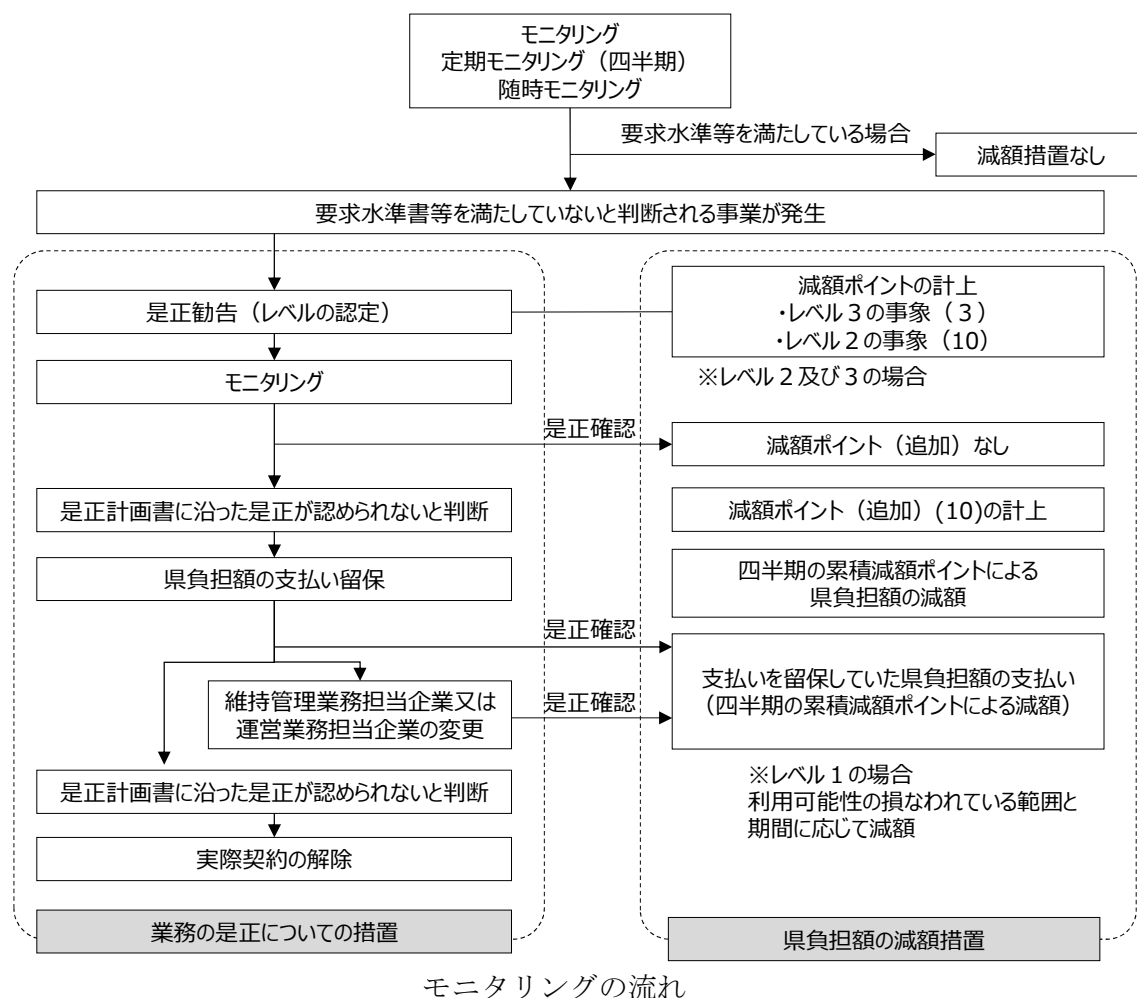 モニタリング
定期モニタリング（四半期）
随時モニタリング
要求水準等を満たしている場合
減額措置なし
要求水準書等を満たしていないと判断される事業が発生
是正勧告（レベルの認定）
減額ポイントの計上
・レベル３の事象（３）
・レベル２の事象（10）
※レベル２及び３の場合
モニタリング
是正確認
減額ポイント（追加）なし
是正計画書に沿った是正が認められないと判断
減額ポイント（追加）(10)の計上
県負担額の支払い留保
四半期の累積減額ポイントによる
県負担額の減額
是正確認
支払いを留保していた県負担額の支払い
（四半期の累積減額ポイントによる減額）
維持管理業務担当企業又は
運営業務担当企業の変更
是正確認
是正計画書に沿った是正が認められないと判断
※レベル１の場合
利用可能性の損なわれている範囲と
期間に応じて減額
実際契約の解除
業務の是正についての措置
県負担額の減額措置
モニタリングの流れ